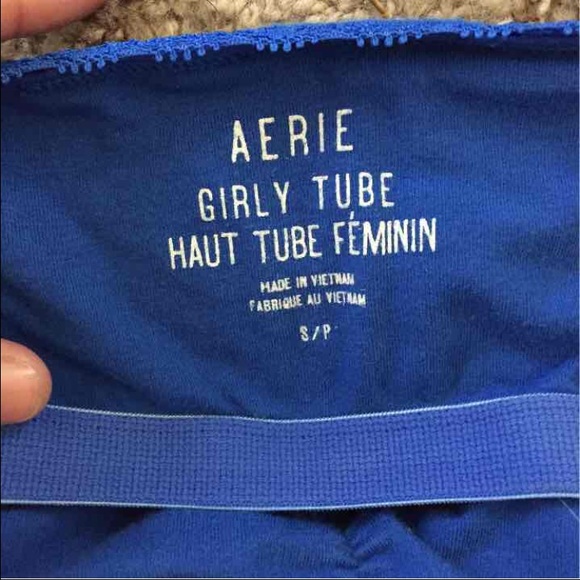 AERIE
GIRLY TUBE
HAUT TUBE FÉMININ
MADE IN VIETNAM
FABRIQUE AU VIETNAM
S/P